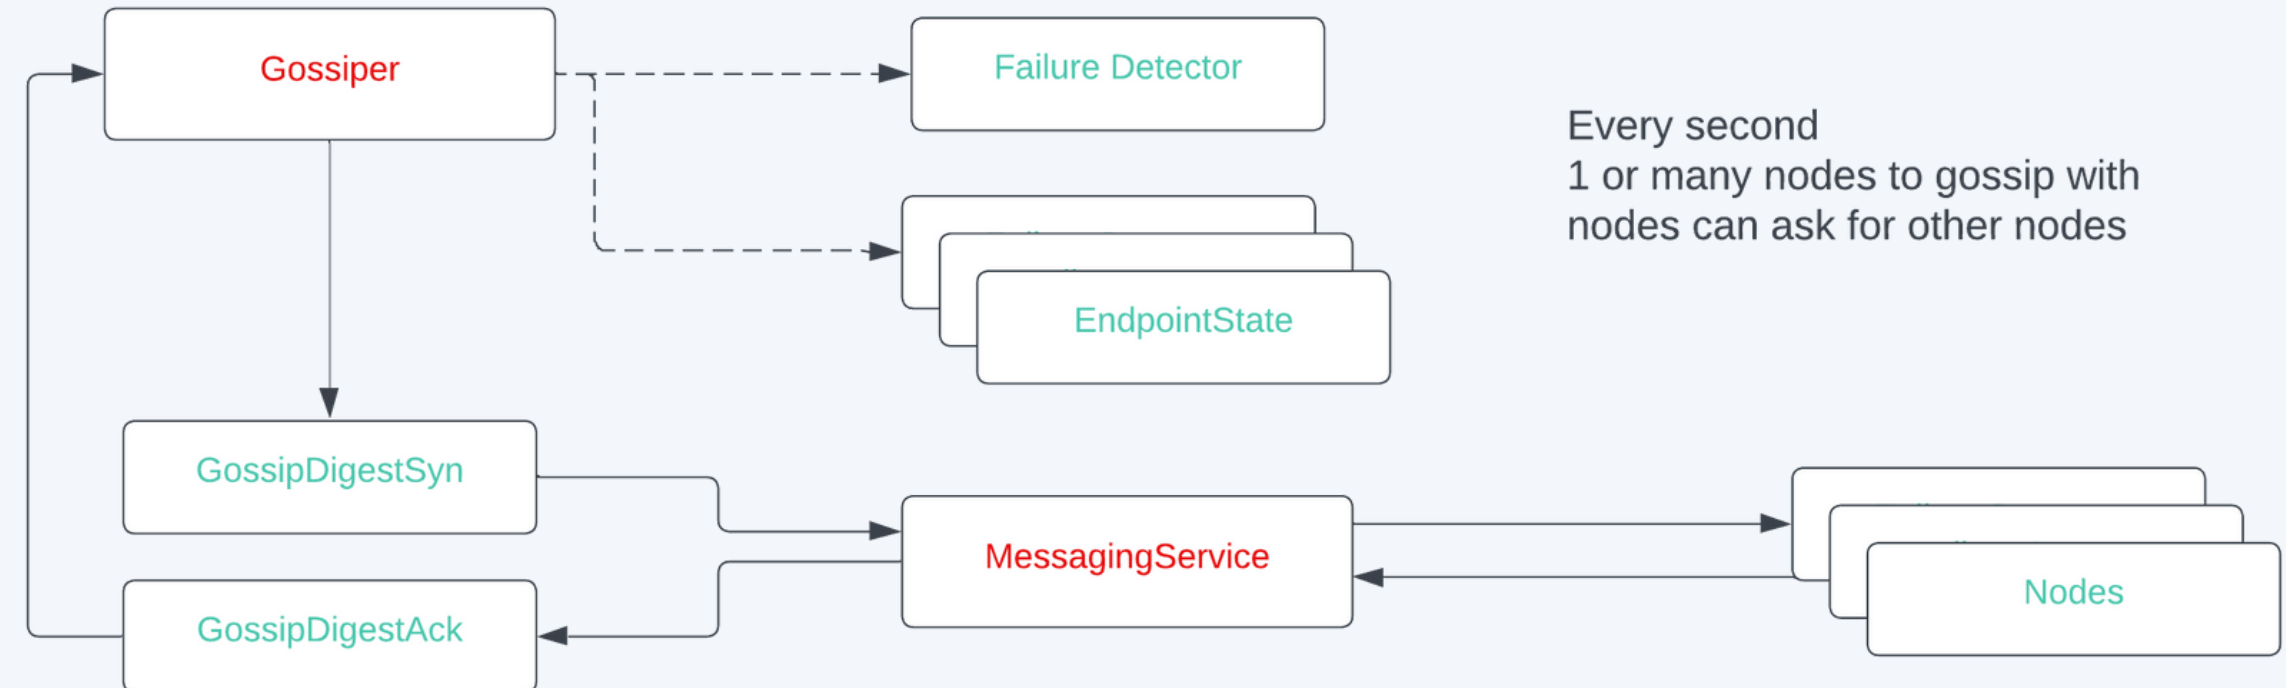 Gossiper
Failure Detector
Every second
1 or many nodes to gossip with
nodes can ask for other nodes
EndpointState
GossipDigestSyn
MessagingService
Nodes
GossipDigestAck